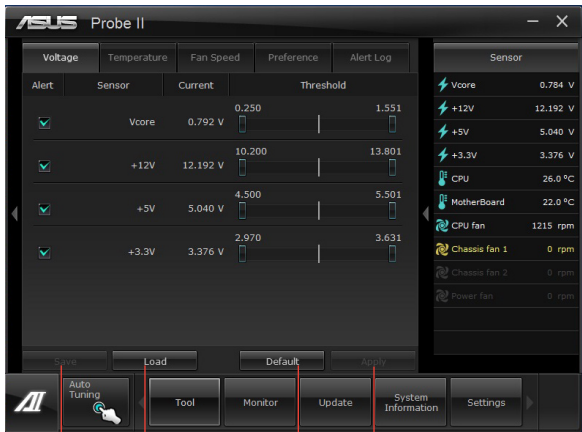 ASUS Probe II
Voltage Temperature Fan Speed Preference Alert Log
Alert Sensor Current Threshold
Vcore 0.792 V 0.250 1.551
+12V 12.192 V 10.200 13.801
+5V 5.040 V 4.500 5.501
+3.3V 3.376 V 2.970 3.631
Save Load Default Apply
Sensor
Vcore 0.784 V
+12V 12.192 V
+5V 5.040 V
+3.3V 3.376 V
CPU 26.0 ºC
MotherBoard 22.0 ºC
CPU fan 1215 rpm
Chassis fan 1 0 rpm
Chassis fan 2 0 rpm
Power fan 0 rpm
AI
Auto
Tuning
Tool
Monitor
Update
System
Information
Settings